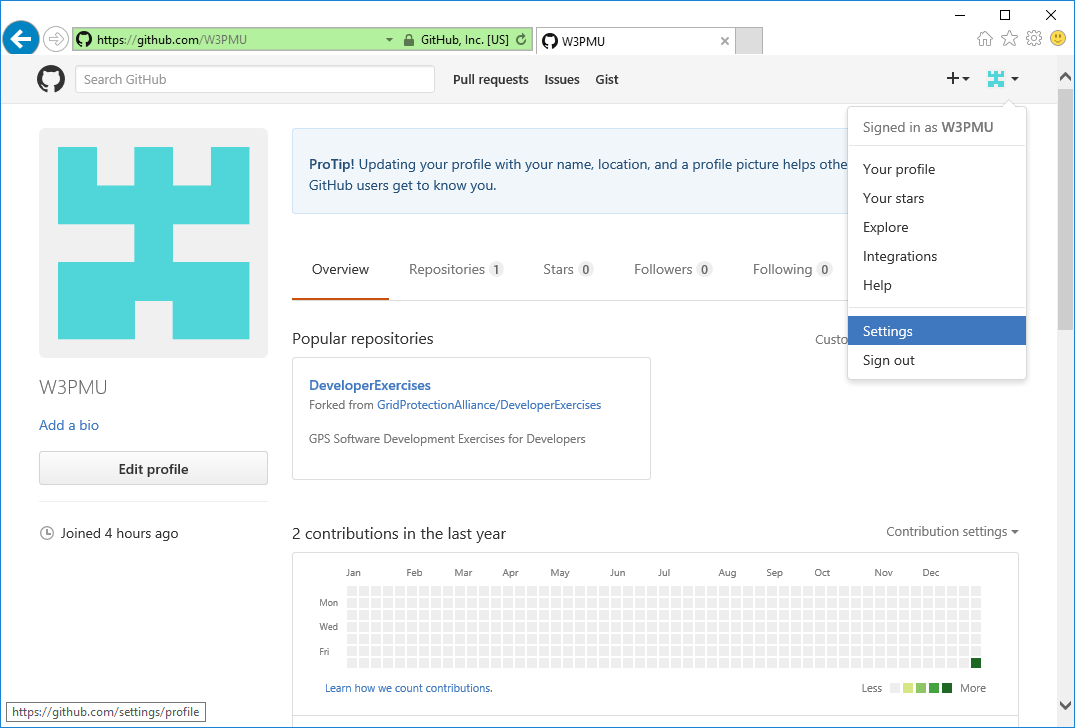 https://github.com/W3PMU
GitHub, Inc. [US]
W3PMU
Search GitHub
Pull requests
Issues
Gist
Signed in as W3PMU
Your profile
Your stars
Explore
Integrations
Help
Settings
Sign out
ProTip! Updating your profile with your name, location, and a profile picture helps othe
GitHub users get to know you.
Overview
Repositories 1
Stars 0
Followers 0
Following 0
W3PMU
Add a bio
Edit profile
Joined 4 hours ago
Popular repositories
Custo
DeveloperExercises
Forked from GridProtectionAlliance/DeveloperExercises
GPS Software Development Exercises for Developers
2 contributions in the last year
Contribution settings
Jan Feb Mar Apr May Jun Jul Aug Sep Oct Nov Dec
Mon
Wed
Fri
Learn how we count contributions.
Less
More
https://github.com/settings/profile